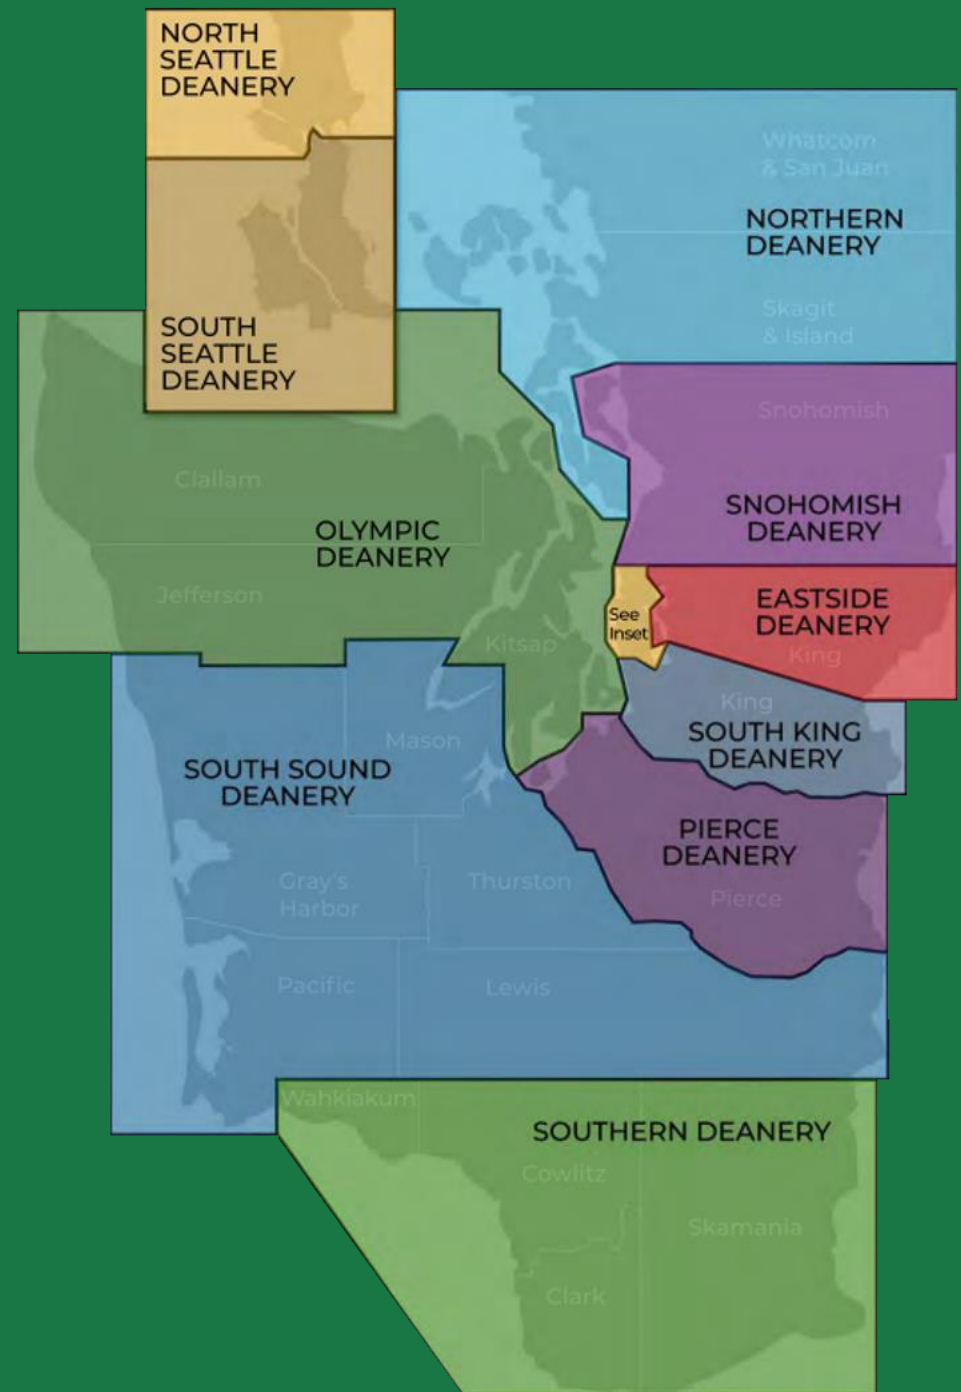 NORTH
SEATTLE
DEANERY
Whatcom
& San Juan
NORTHERN
DEANERY
Skagit
& Island
SOUTH
SEATTLE
DEANERY
Snohomish
SNOHOMISH
DEANERY
Clallam
OLYMPIC
DEANERY
Jefferson
Kitsap
See
Inset
EASTSIDE
DEANERY
King
King
SOUTH KING
DEANERY
Mason
SOUTH SOUND
DEANERY
PIERCE
DEANERY
Pierce
Gray's
Harbor
Thurston
Pacific
Lewis
Wahkiakum
SOUTHERN DEANERY
Cowlitz
Skamania
Clark